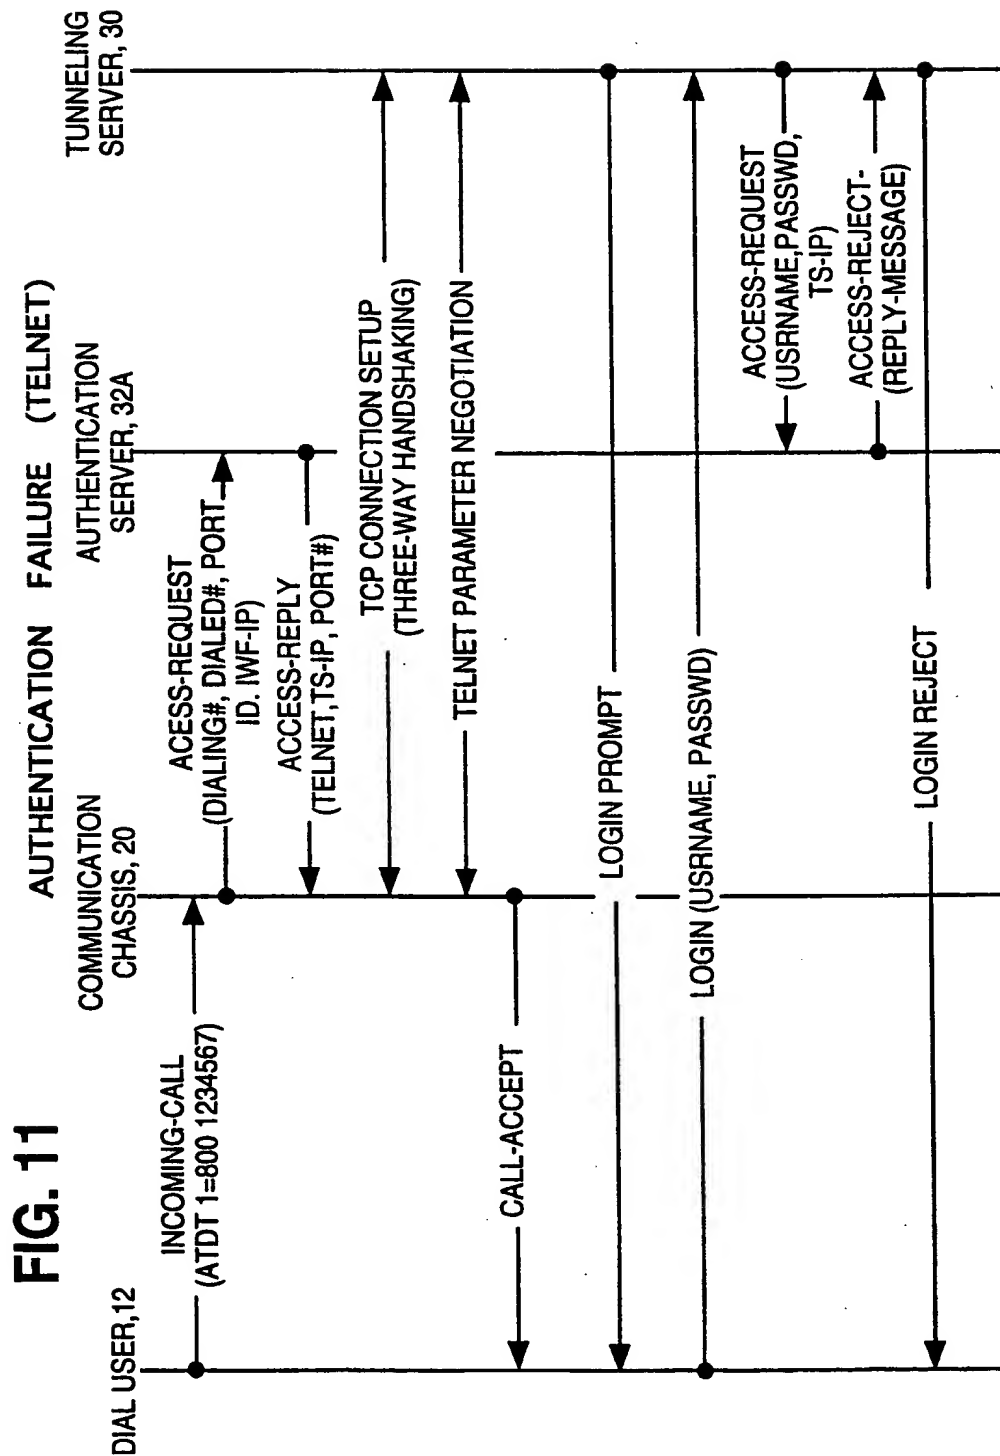 FIG. 11
AUTHENTICATION FAILURE (TELNET)
DIAL USER,12
COMMUNICATION
CHASSIS, 20
AUTHENTICATION
SERVER, 32A
TUNNELING
SERVER, 30
INCOMING-CALL
(ATDT 1=800 1234567)
ACESS-REQUEST
(DIALING#, DIALED#, PORT
ID. IWF-IP)
ACCESS-REPLY
(TELNET,TS-IP, PORT#)
TCP CONNECTION SETUP
(THREE-WAY HANDSHAKING)
TELNET PARAMETER NEGOTIATION
CALL-ACCEPT
LOGIN PROMPT
LOGIN (USRNAME, PASSWD)
ACCESS-REQUEST
(USRNAME,PASSWD,
TS-IP)
ACCESS-REJECT-
(REPLY-MESSAGE)
LOGIN REJECT